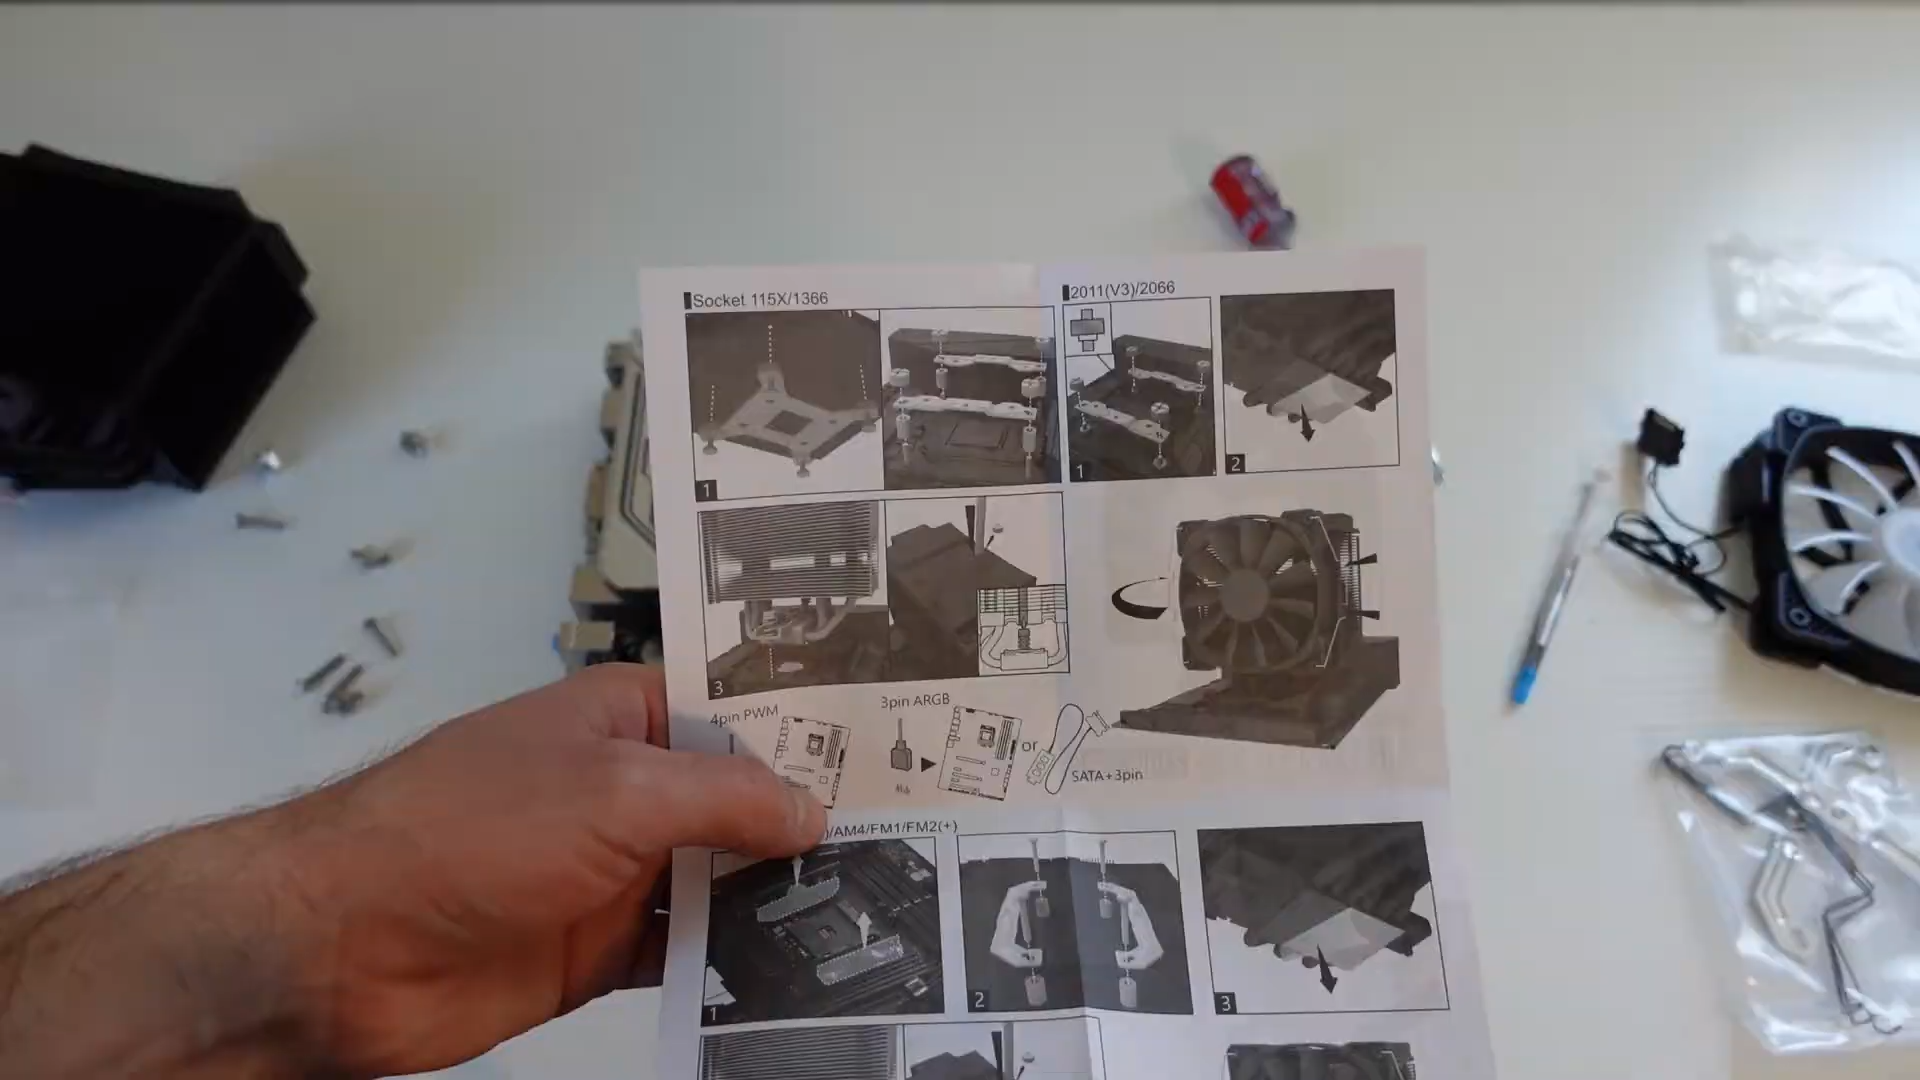 Socket 115X/1366
2011(V3)/2066
1
1
2
3
4pin PWM
3pin ARGB
or
SATA+3pin
)/AM4/FM1/FM2(+)
1
2
3